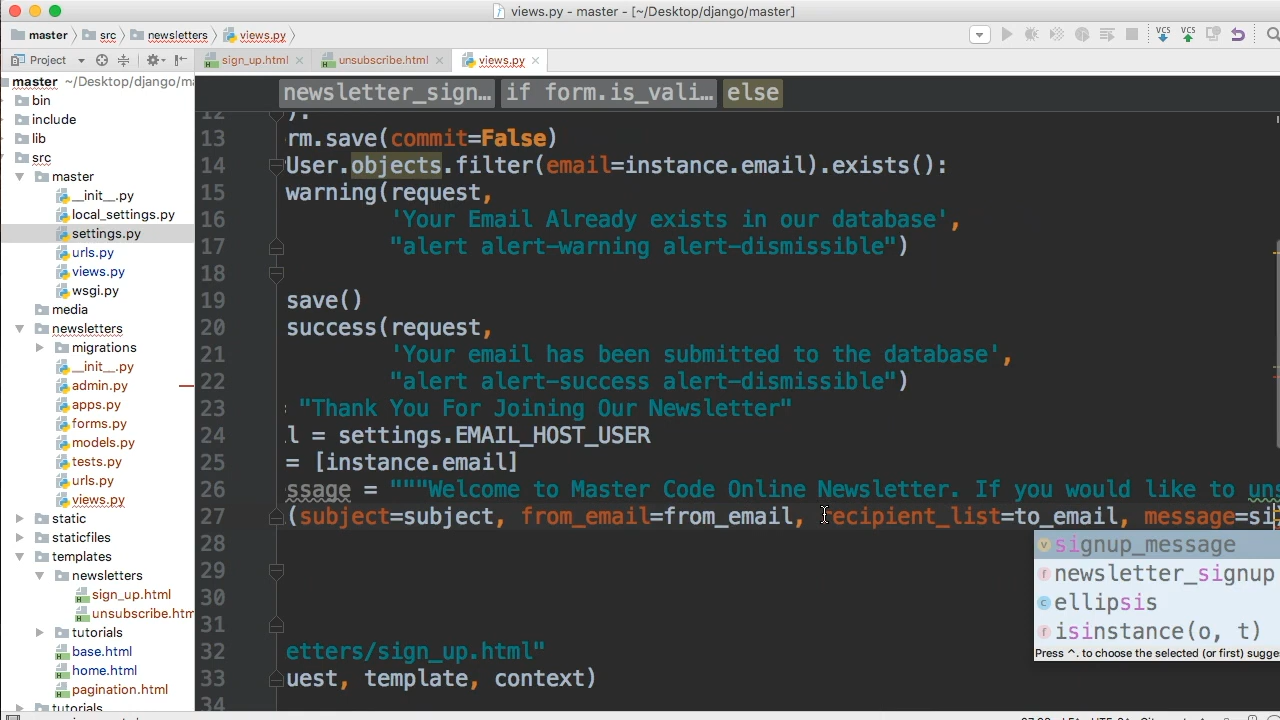 views.py - master - [~/Desktop/django/master]
master src newsletters views.py
Project sign_up.html unsubscribe.html views.py
VCS VCS
master ~/Desktop/django/ma
newsletter_sign… if form.is_vali… else
bin
include
lib
src
master
__init__.py
local_settings.py
settings.py
urls.py
views.py
wsgi.py
media
newsletters
migrations
__init__.py
admin.py
apps.py
forms.py
models.py
tests.py
urls.py
views.py
static
staticfiles
templates
newsletters
sign_up.html
unsubscribe.htm
tutorials
base.html
home.html
pagination.html
tutorials
12 ):
13 rm.save(commit=False)
14 User.objects.filter(email=instance.email).exists():
15 warning(request,
16 'Your Email Already exists in our database',
17 "alert alert-warning alert-dismissible")
18
19 save()
20 success(request,
21 'Your email has been submitted to the database',
22 "alert alert-success alert-dismissible")
23 : "Thank You For Joining Our Newsletter"
24 l = settings.EMAIL_HOST_USER
25 = [instance.email]
26 ssage = """Welcome to Master Code Online Newsletter. If you would like to uns
27 (subject=subject, from_email=from_email, recipient_list=to_email, message=si
28
29
30
31
32 etters/sign_up.html"
33 uest, template, context)
34
v signup_message
f newsletter_signup
c ellipsis
f isinstance(o, t)
Press ^. to choose the selected (or first) sugges